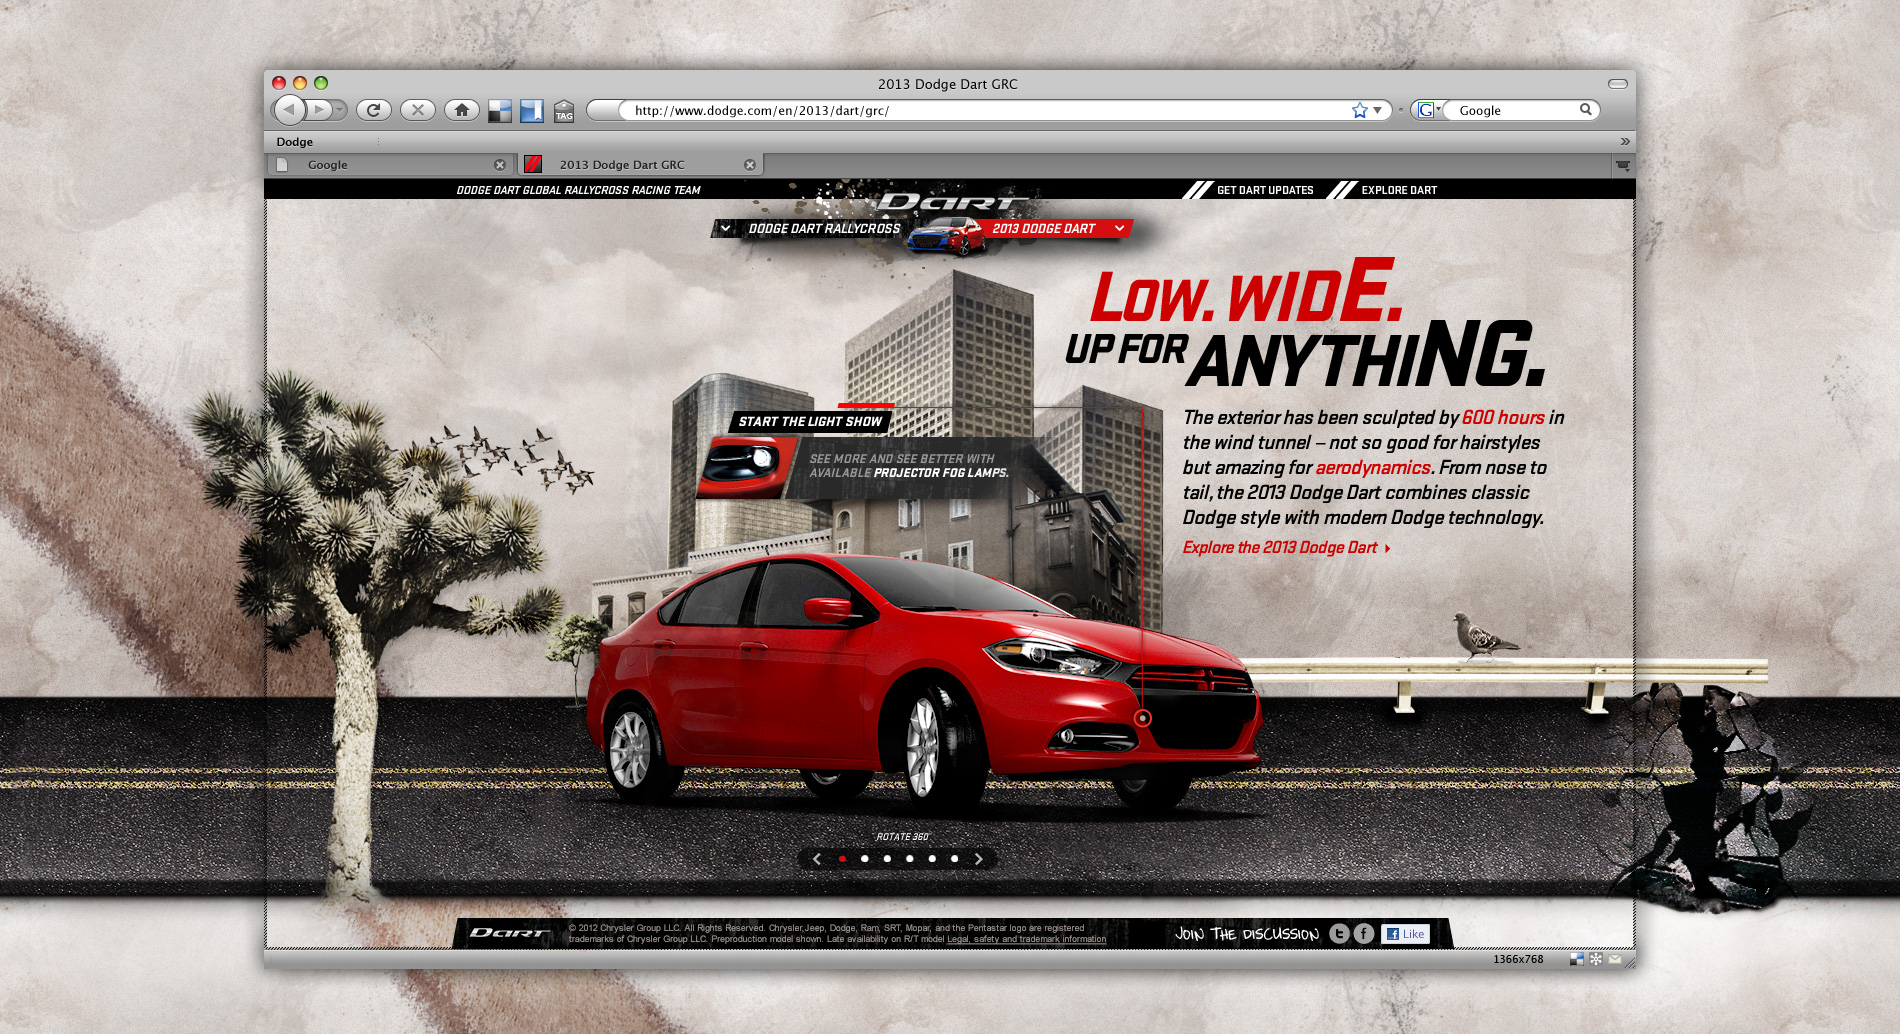 2013 Dodge Dart GRC
TAG
http://www.dodge.com/en/2013/dart/grc/
G
Google
Dodge
Google
2013 Dodge Dart GRC
DODGE DART GLOBAL RALLYCROSS RACING TEAM
GET DART UPDATES
EXPLORE DART
DART
DODGE DART RALLYCROSS
2013 DODGE DART
LOW. WIDE.
UP FOR ANYTHING.
START THE LIGHT SHOW
SEE MORE AND SEE BETTER WITH
AVAILABLE PROJECTOR FOG LAMPS.
The exterior has been sculpted by 600 hours in
the wind tunnel – not so good for hairstyles
but amazing for aerodynamics. From nose to
tail, the 2013 Dodge Dart combines classic
Dodge style with modern Dodge technology.
Explore the 2013 Dodge Dart
ROTATE 360
DART
© 2012 Chrysler Group LLC. All Rights Reserved. Chrysler, Jeep, Dodge, Ram, SRT, Mopar, and the Pentastar logo are registered
trademarks of Chrysler Group LLC. Preproduction model shown. Late availability on R/T model Legal, safety and trademark information
JOIN THE DISCUSSION
t
f
f Like
1366x768